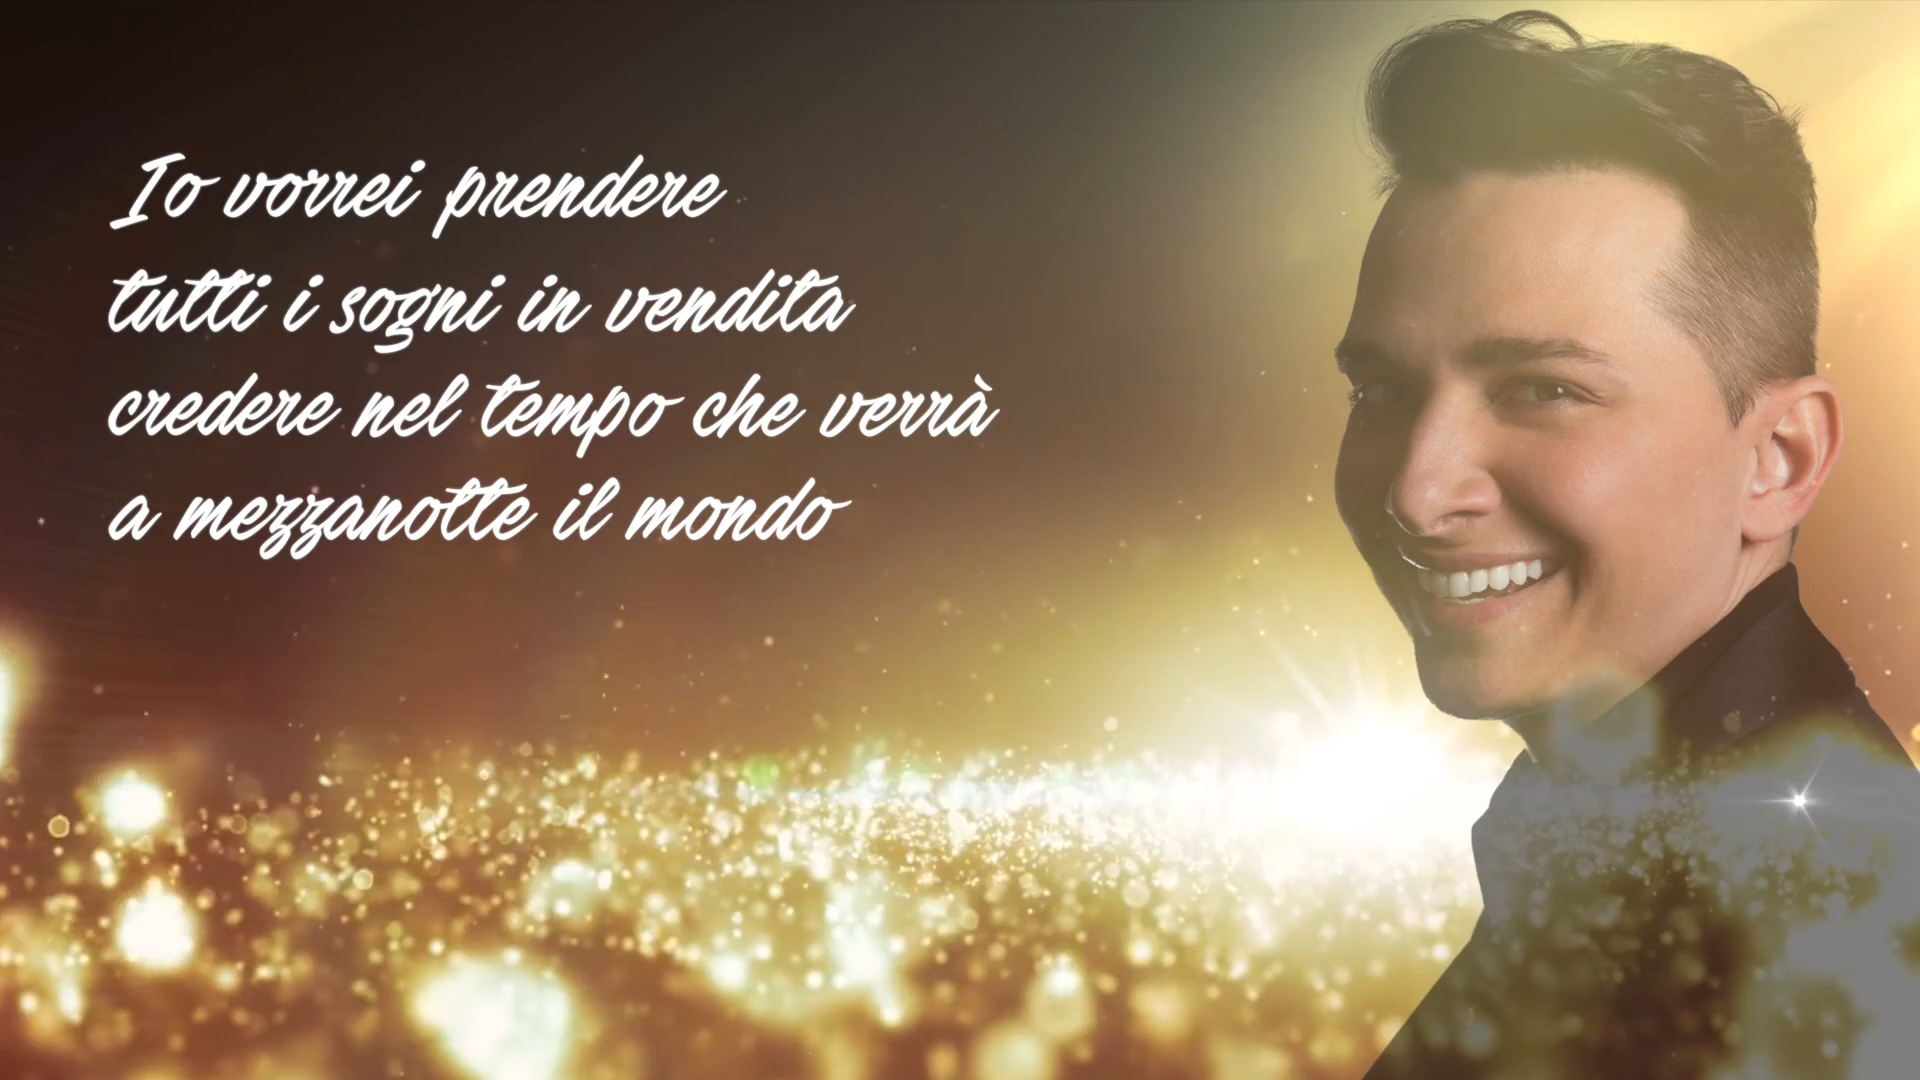 Io vorrei prendere
tutti i sogni in vendita
credere nel tempo che verrà
a mezzanotte il mondo